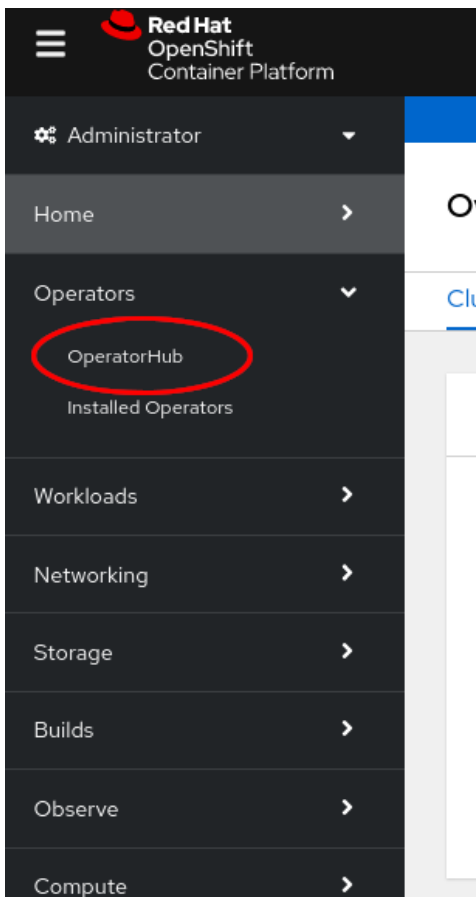 Red Hat
OpenShift
Container Platform
Administrator
Home
Operators
OperatorHub
Installed Operators
Workloads
Networking
Storage
Builds
Observe
Compute